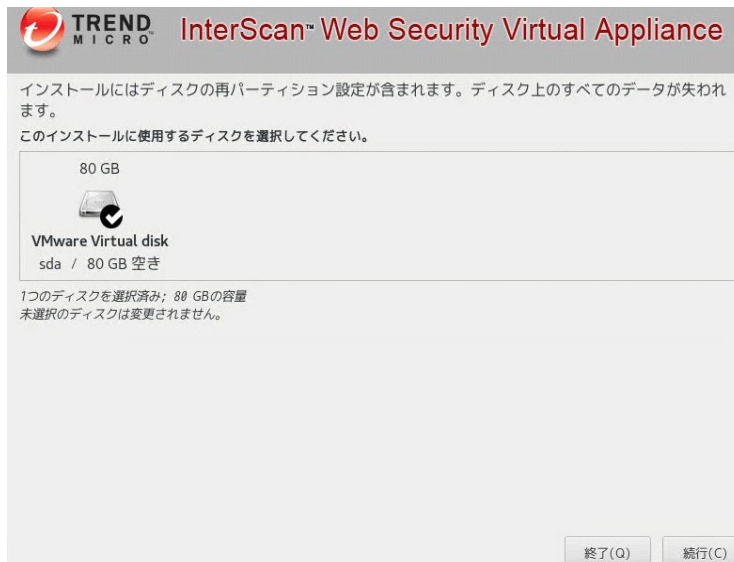 TREND MICRO™ InterScan™ Web Security Virtual Appliance
インストールにはディスクの再パーティション設定が含まれます。ディスク上のすべてのデータが失われ
ます。
このインストールに使用するディスクを選択してください。
80 GB
VMware Virtual disk
sda / 80 GB 空き
1つのディスクを選択済み; 80 GBの容量
未選択のディスクは変更されません。
終了(Q) 続行(C)